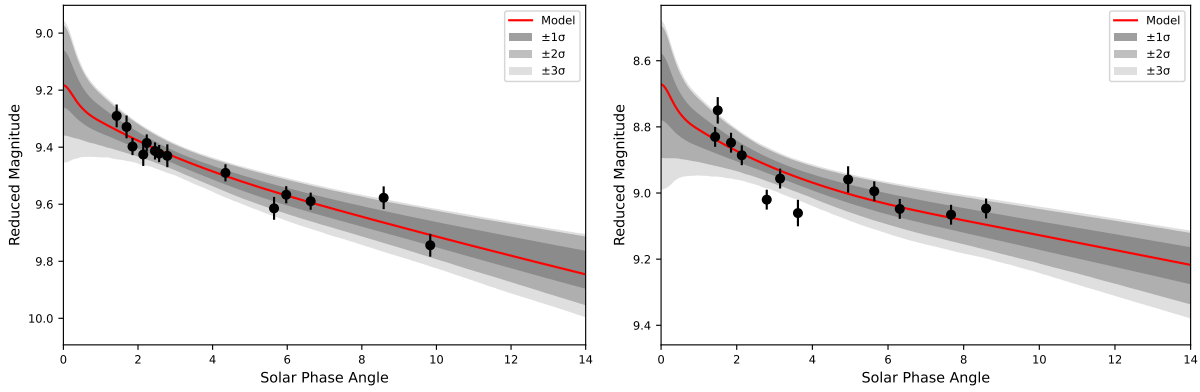 9.0
9.2
9.4
9.6
9.8
10.0
Reduced Magnitude
0 2 4 6 8 10 12 14
Solar Phase Angle
Model
±1σ
±2σ
±3σ
8.6
8.8
9.0
9.2
9.4
Reduced Magnitude
0 2 4 6 8 10 12 14
Solar Phase Angle
Model
±1σ
±2σ
±3σ